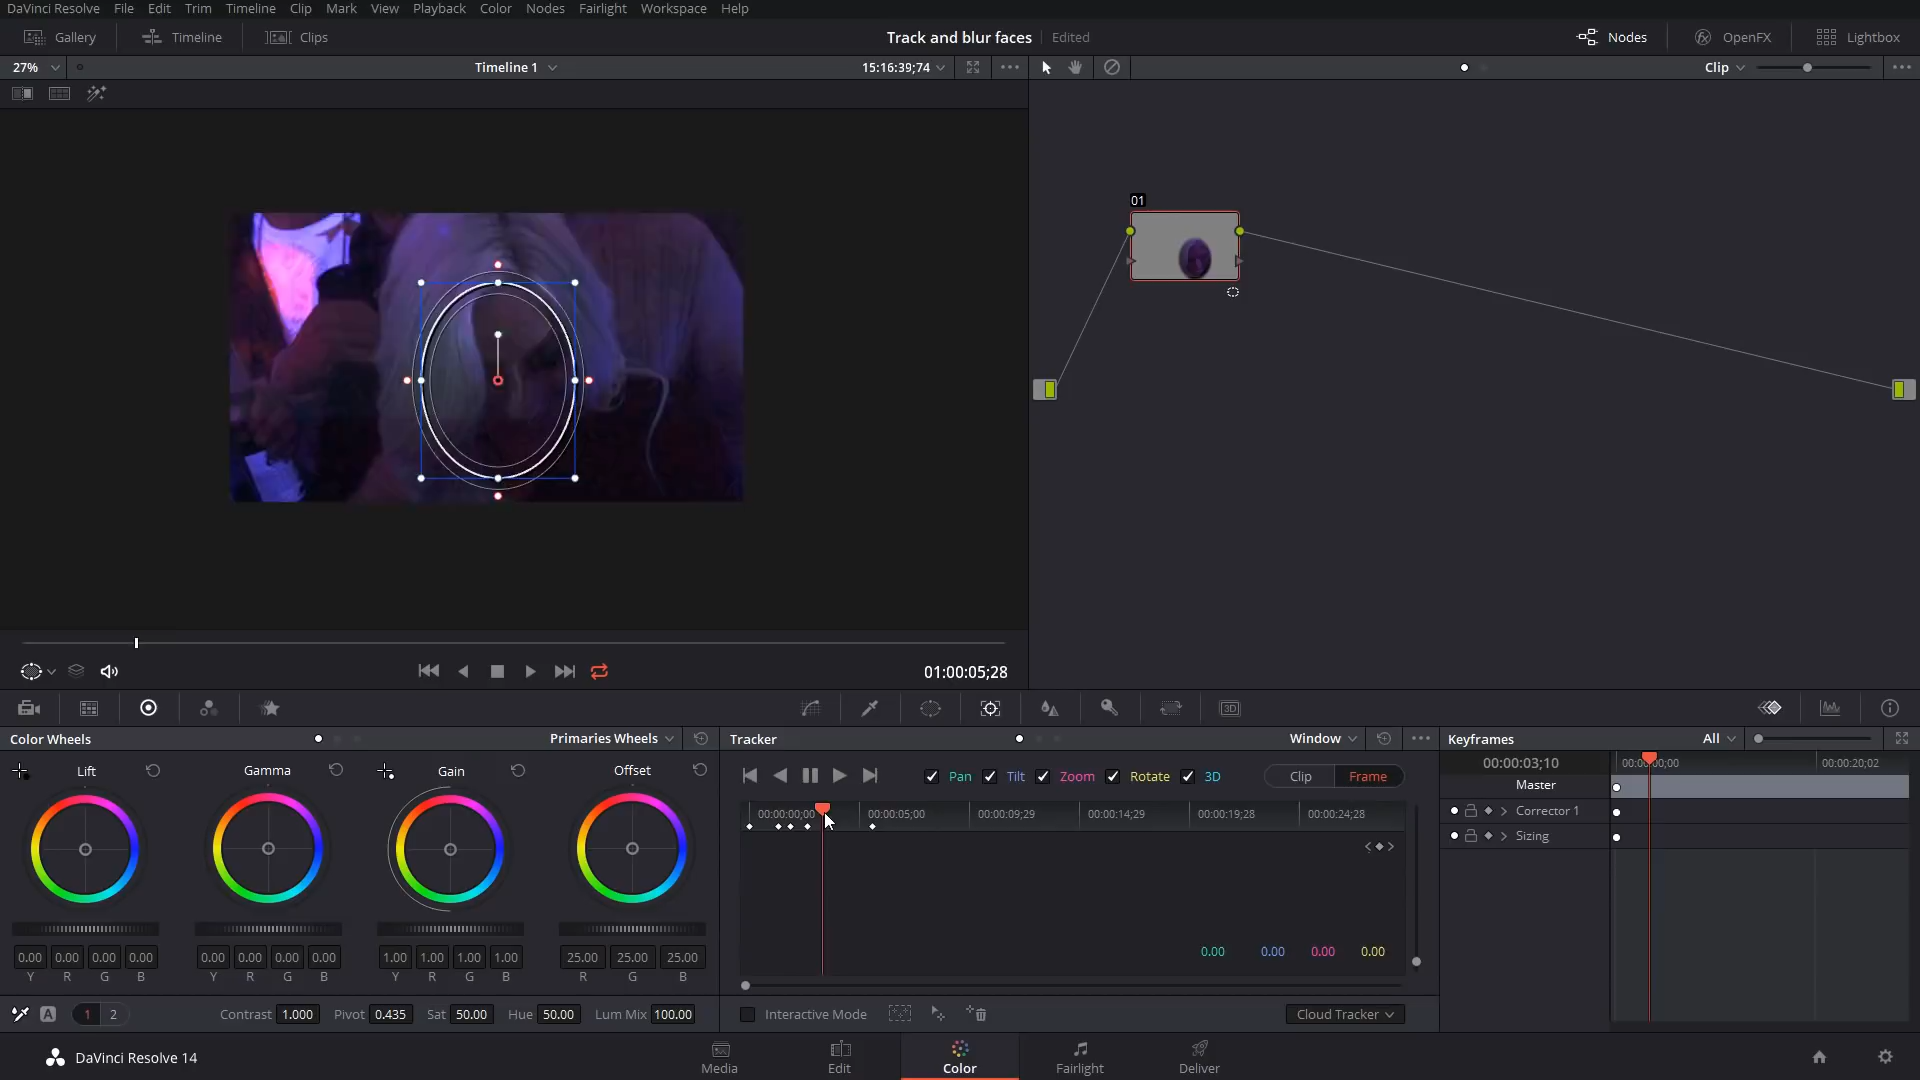 DaVinci Resolve File Edit Trim Timeline Clip Mark View Playback Color Nodes Fairlight Workspace Help
Gallery Timeline Clips Track and blur faces Edited Nodes OpenFX Lightbox
27% Timeline 1 15:16:39;74 Clip
01
01:00:05;28
3D
Color Wheels Primaries Wheels Tracker Window Keyframes All
Lift Gamma Gain Offset
Pan Tilt Zoom Rotate 3D Clip Frame
00:00:03;10
00:00:00;00 00:00:20;02
Master
00:00:00;00 00:00:05;00 00:00:09;29 00:00:14;29 00:00:19;28 00:00:24;28
Corrector 1
Sizing
0.00 0.00 0.00 0.00
0.00 0.00 0.00 0.00 0.00 0.00 0.00 0.00 1.00 1.00 1.00 1.00 25.00 25.00 25.00
Y R G B Y R G B Y R G B R G B
A 1 2 Contrast 1.000 Pivot 0.435 Sat 50.00 Hue 50.00 Lum Mix 100.00 Interactive Mode Cloud Tracker
DaVinci Resolve 14 Media Edit Color Fairlight Deliver